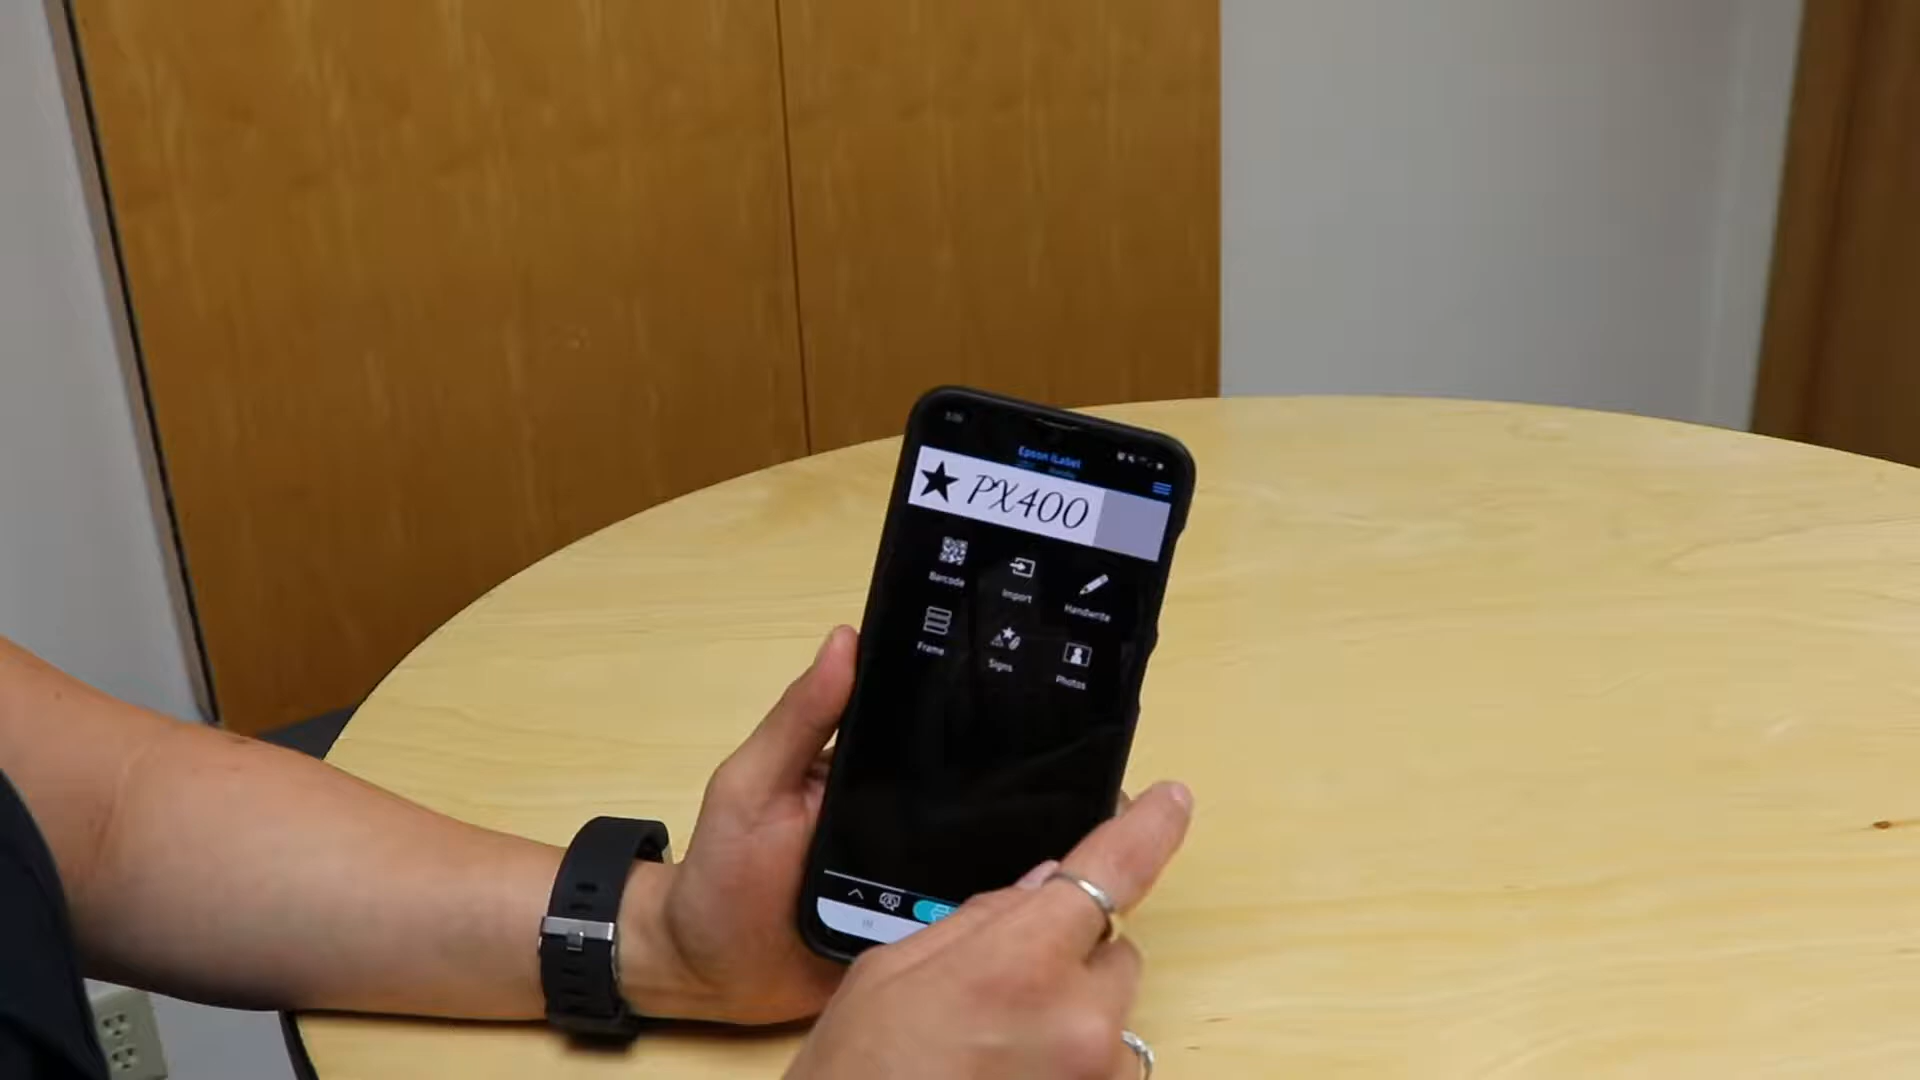 Epson iLabel
PX400
Barcode
Import
Handwrite
Frame
Signs
Photos